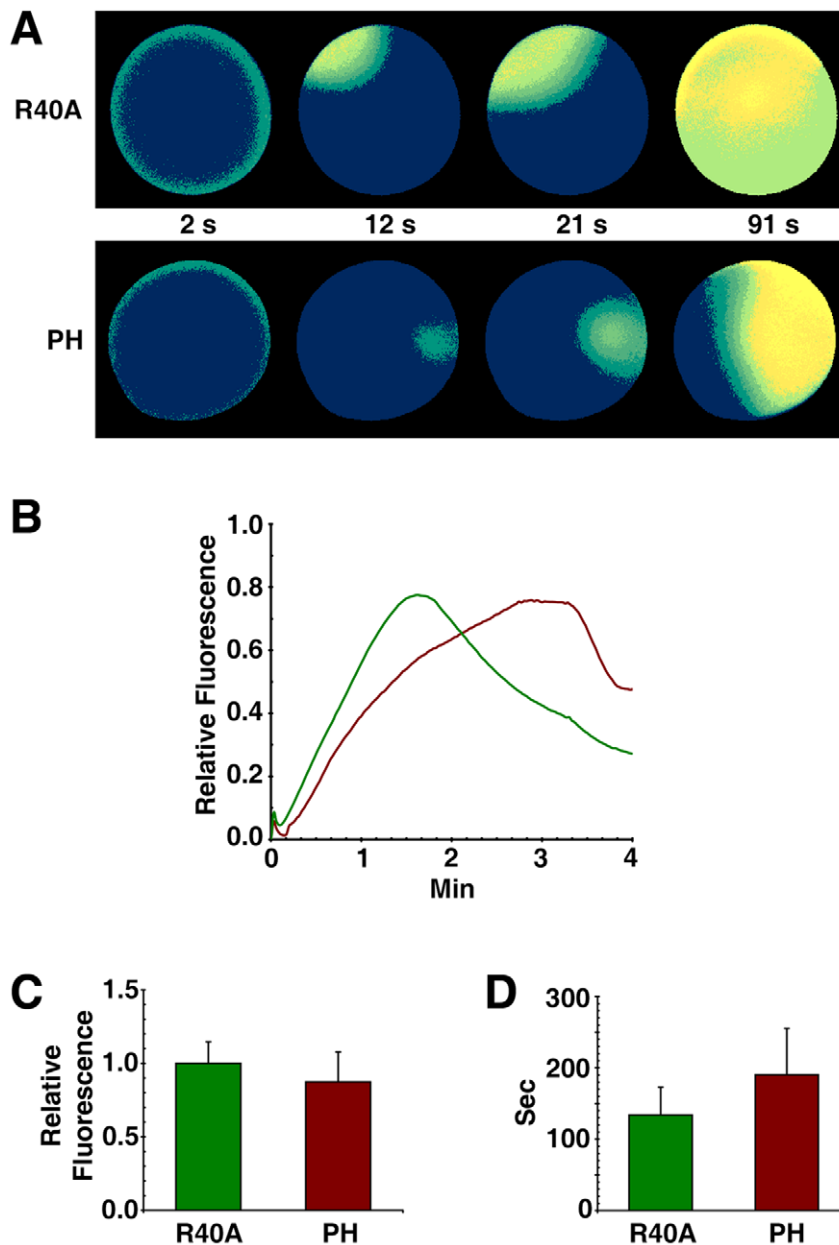 A
R40A
2 s 12 s 21 s 91 s
PH
B
Relative Fluorescence
1.0
0.8
0.6
0.4
0.2
0.0
0 1 2 3 4
Min
C
Relative
Fluorescence
1.5
1.0
0.5
0.0
R40A PH
D
Sec
300
200
100
0
R40A PH